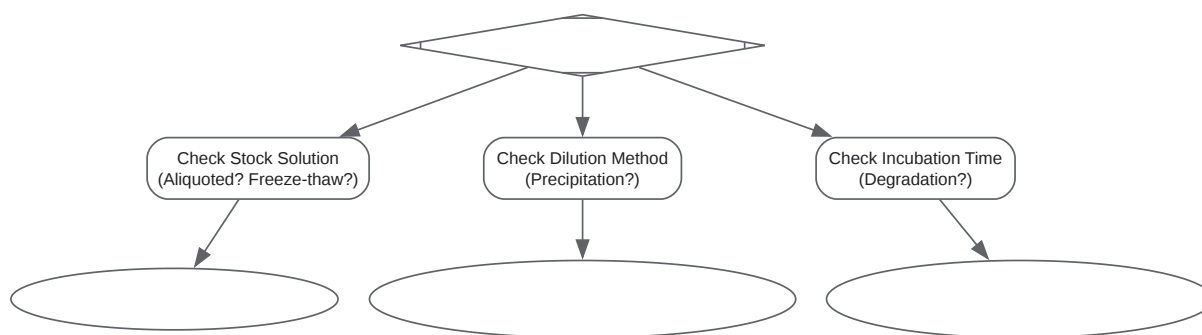 Check Stock Solution
(Aliquoted? Freeze-thaw?)
Check Dilution Method
(Precipitation?)
Check Incubation Time
(Degradation?)